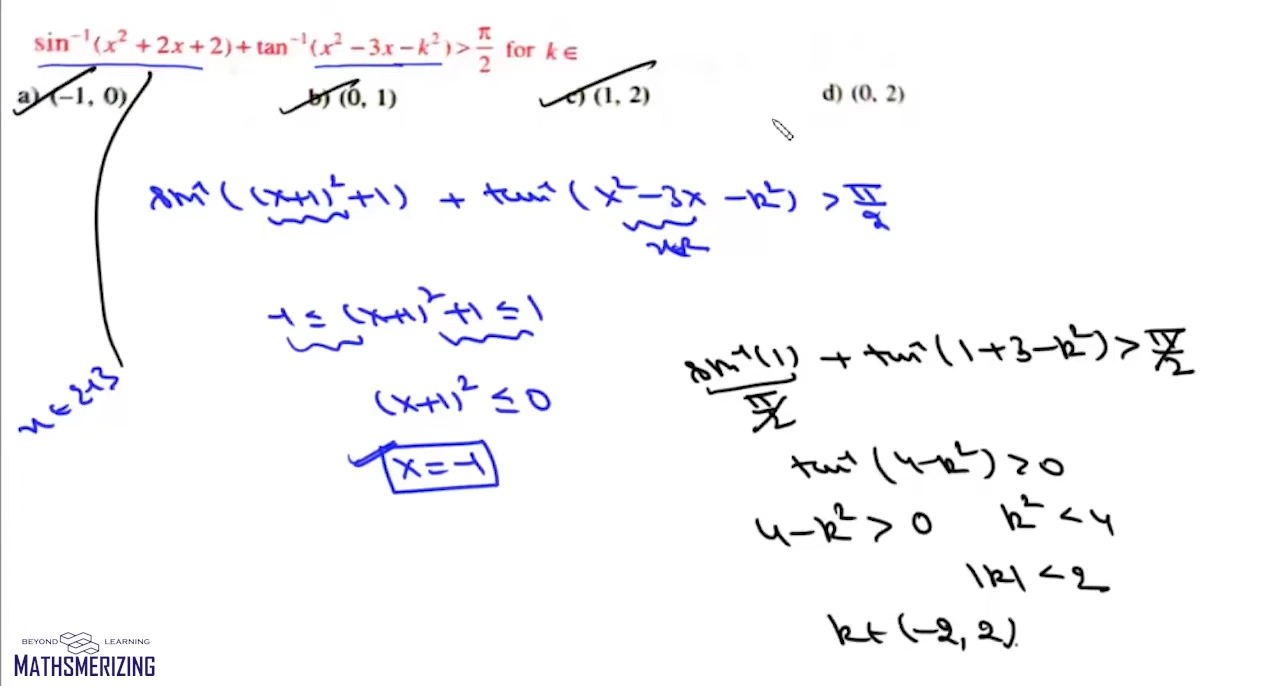 sin⁻¹(x² + 2x + 2) + tan⁻¹(x² − 3x − k²) > π/2 for k ∈
a) (−1, 0) b) (0, 1) c) (1, 2) d) (0, 2)
sin⁻¹((x+1)² + 1) + tan⁻¹(x² − 3x − k²) > π/2
−1 ≤ (x+1)² + 1 ≤ 1
(x+1)² ≤ 0
x = −1
sin⁻¹(1) + tan⁻¹(1 + 3 − k²) > π/2
π/2
tan⁻¹(4 − k²) > 0
4 − k² > 0 k² < 4
|k| < 2
k ∈ (−2, 2)
BEYOND LEARNING
MATHSMERIZING